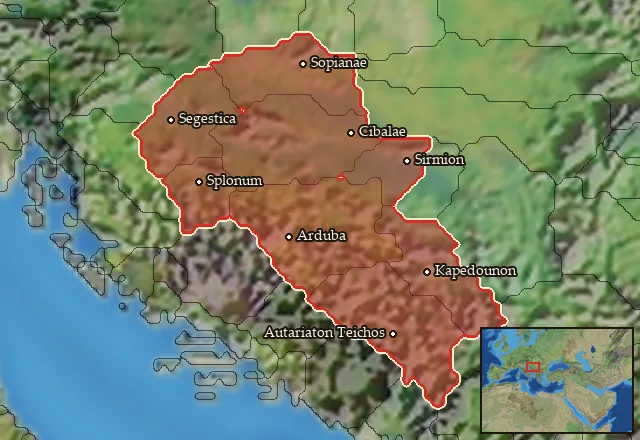 Sopianae
Segestica
Cibalae
Sirmion
Splonum
Arduba
Kapedounon
Autariaton Teichos